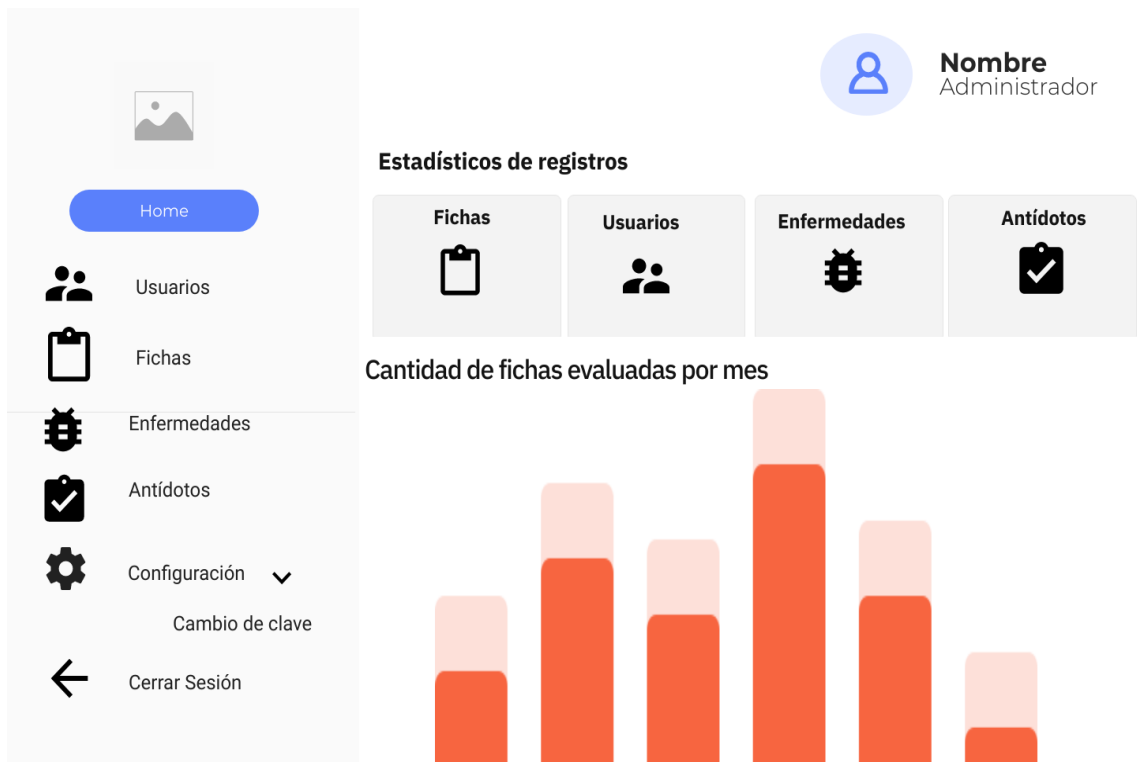 Nombre
Administrador
Home
Usuarios
Fichas
Enfermedades
Antídotos
Configuración
Cambio de clave
Cerrar Sesión
Estadísticos de registros
Fichas
Usuarios
Enfermedades
Antídotos
Cantidad de fichas evaluadas por mes